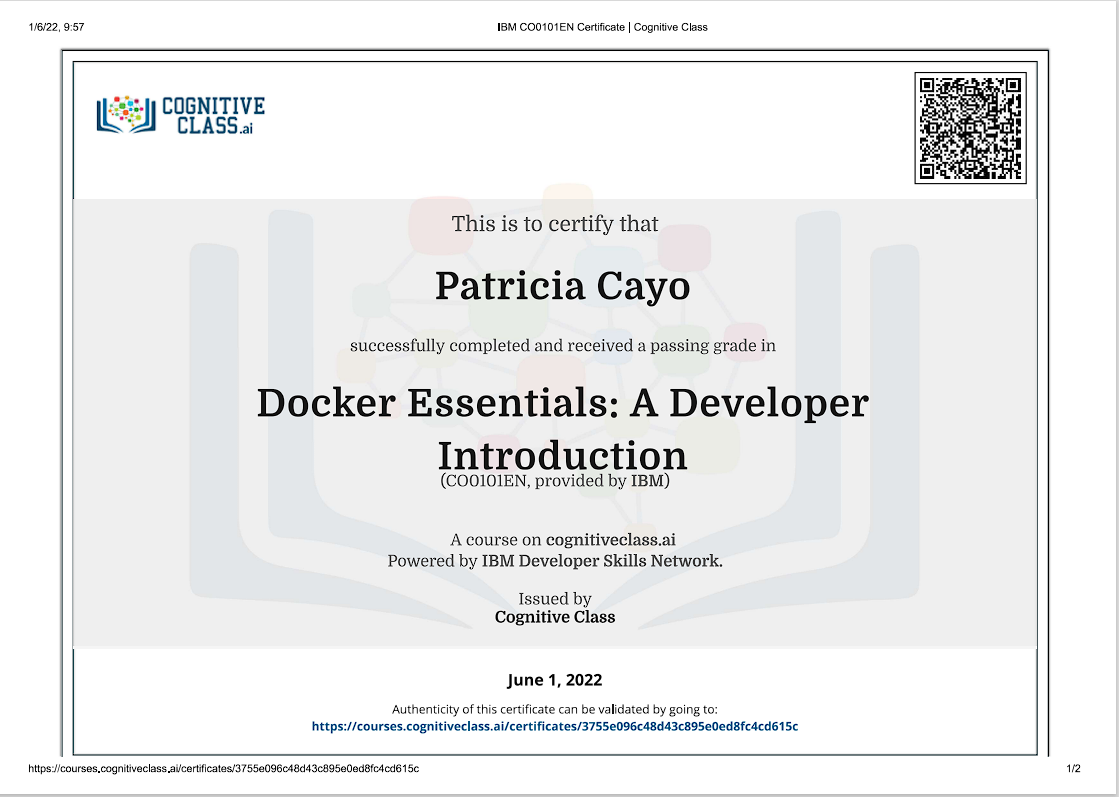 1/6/22, 9:57
IBM CO0101EN Certificate | Cognitive Class
COGNITIVE
CLASS.ai
This is to certify that
Patricia Cayo
successfully completed and received a passing grade in
Docker Essentials: A Developer
Introduction
(CO0101EN, provided by IBM)
A course on cognitiveclass.ai
Powered by IBM Developer Skills Network.
Issued by
Cognitive Class
June 1, 2022
Authenticity of this certificate can be validated by going to:
https://courses.cognitiveclass.ai/certificates/3755e096c48d43c895e0ed8fc4cd615c
https://courses.cognitiveclass.ai/certificates/3755e096c48d43c895e0ed8fc4cd615c
1/2